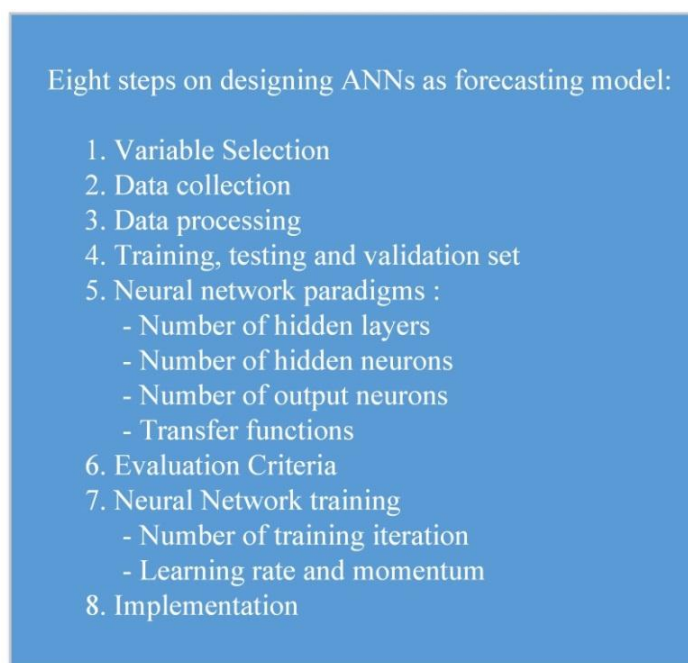 Eight steps on designing ANNs as forecasting model:
1. Variable Selection
2. Data collection
3. Data processing
4. Training, testing and validation set
5. Neural network paradigms :
- Number of hidden layers
- Number of hidden neurons
- Number of output neurons
- Transfer functions
6. Evaluation Criteria
7. Neural Network training
- Number of training iteration
- Learning rate and momentum
8. Implementation